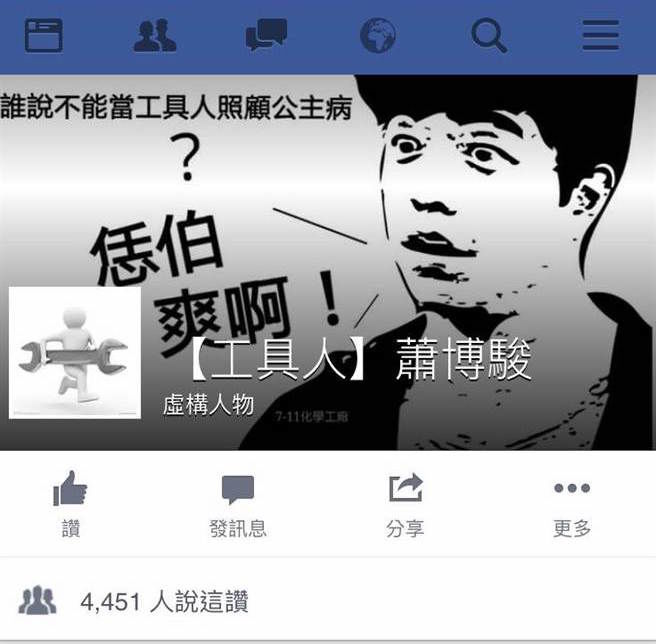 誰說不能當工具人照顧公主病
?
恁伯
爽啊!
【工具人】蕭博駿
虛構人物
7-11化學工廠
讚
發訊息
分享
更多
4,451 人說這讚